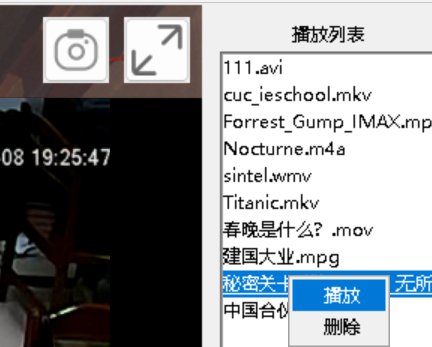 播放列表
111.avi
cuc_ieschool.mkv
Forrest_Gump_IMAX.mp
Nocturne.m4a
-08 19:25:47
sintel.wmv
Titanic.mkv
春晚是什么？.mov
建国大业.mpg
秘密关 无所
播放
中国合伙
删除